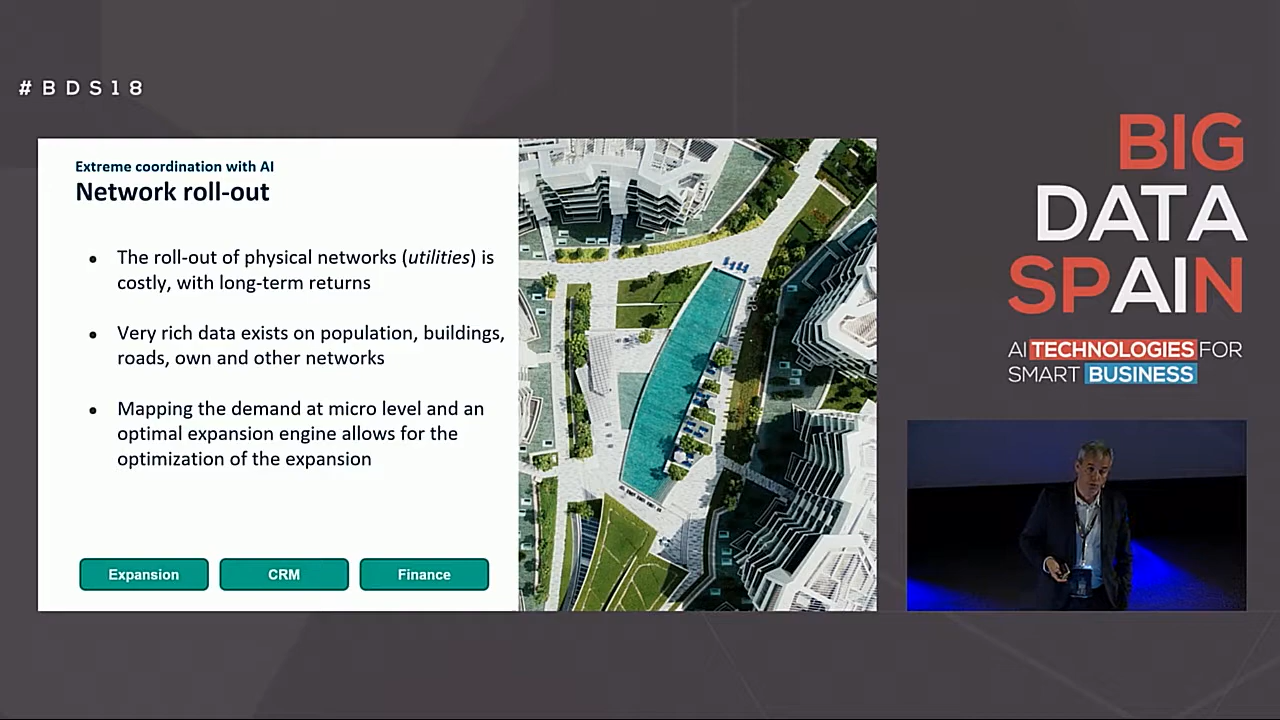 #BDS18
Extreme coordination with AI
Network roll-out
• The roll-out of physical networks (utilities) is
costly, with long-term returns
• Very rich data exists on population, buildings,
roads, own and other networks
• Mapping the demand at micro level and an
optimal expansion engine allows for the
optimization of the expansion
Expansion
CRM
Finance
BIG
DATA
SPAIN
AI TECHNOLOGIES FOR
SMART BUSINESS